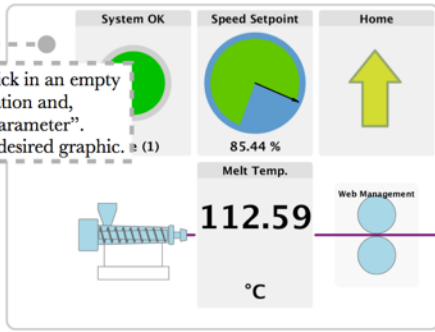 System OK
Speed Setpoint
Home
ick in an empty
tion and,
arameter”.
desired graphic.
e (1)
85.44 %
Melt Temp.
112.59
°C
Web Management